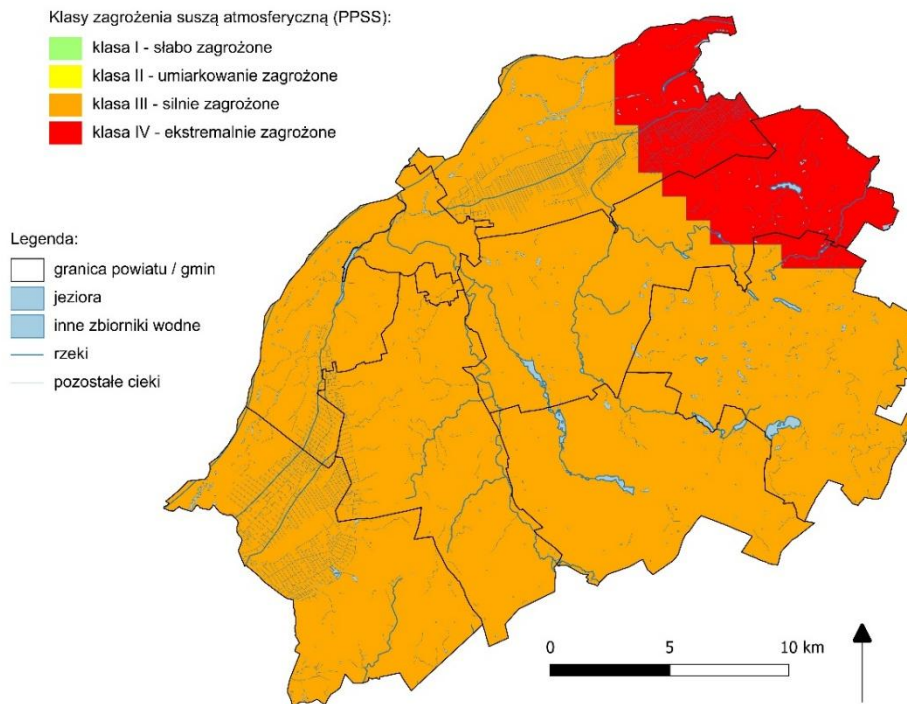 Klasy zagrożenia suszą atmosferyczną (PPSS):
klasa I - słabo zagrożone
klasa II - umiarkowanie zagrożone
klasa III - silnie zagrożone
klasa IV - ekstremalnie zagrożone
Legenda:
granica powiatu / gmin
jeziora
inne zbiorniki wodne
rzeki
pozostałe cieki
0 5 10 km